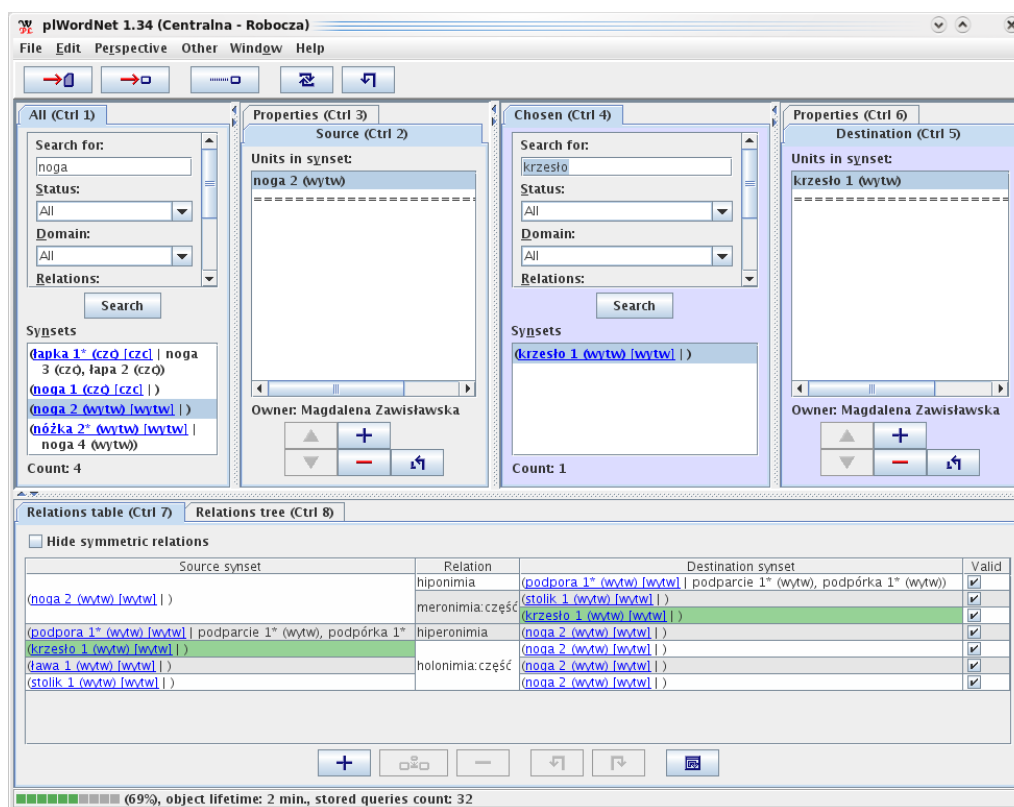 plWordNet 1.34 (Centralna - Robocza)
File Edit Perspective Other Window Help
All (Ctrl 1)
Search for:
noga
Status:
All
Domain:
All
Relations:
Search
Synsets
(łapka 1* (czc) [czc] | noga
3 (czc), łapa 2 (czc))
(noga 1 (czc) [czc] | )
(noga 2 (wytw) [wytw] | )
(nóżka 2* (wytw) [wytw] |
noga 4 (wytw))
Count: 4
Properties (Ctrl 3)
Source (Ctrl 2)
Units in synset:
noga 2 (wytw)
Owner: Magdalena Zawisławska
Chosen (Ctrl 4)
Search for:
krzesło
Status:
All
Domain:
All
Relations:
Search
Synsets
(krzesło 1 (wytw) [wytw] | )
Count: 1
Properties (Ctrl 6)
Destination (Ctrl 5)
Units in synset:
krzesło 1 (wytw)
Owner: Magdalena Zawisławska
Relations table (Ctrl 7) Relations tree (Ctrl 8)
Hide symmetric relations
Source synset Relation Destination synset Valid
hiponimia (podpora 1* (wytw) [wytw] | podparcie 1* (wytw), podpórka 1* (wytw))
(noga 2 (wytw) [wytw] | ) meronimia:część (stolik 1 (wytw) [wytw] | )
(krzesło 1 (wytw) [wytw] | )
(podpora 1* (wytw) [wytw] | podparcie 1* (wytw), podpórka 1* hiperonimia (noga 2 (wytw) [wytw] | )
(krzesło 1 (wytw) [wytw] | ) (noga 2 (wytw) [wytw] | )
(ława 1 (wytw) [wytw] | ) holonimia:część (noga 2 (wytw) [wytw] | )
(stolik 1 (wytw) [wytw] | ) (noga 2 (wytw) [wytw] | )
(69%), object lifetime: 2 min., stored queries count: 32